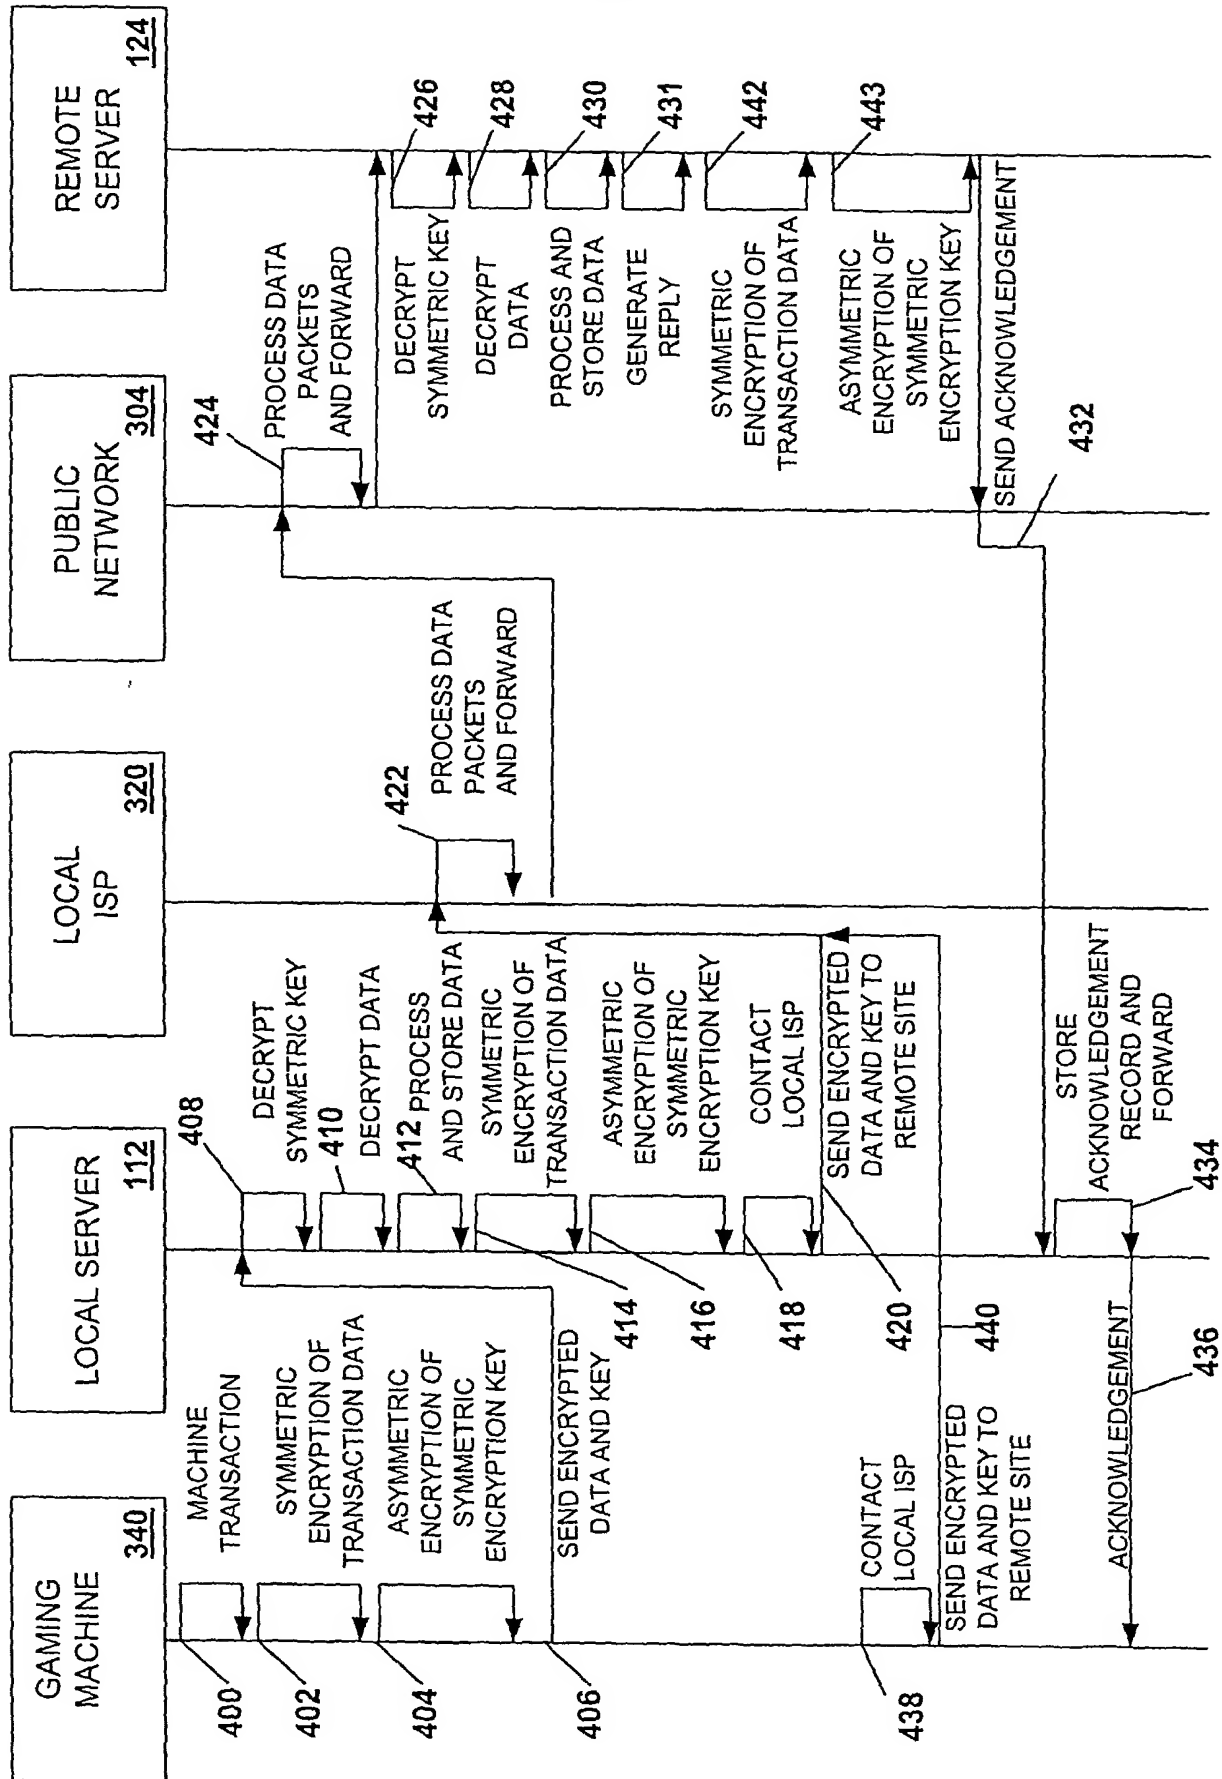 GAMING
MACHINE
340
LOCAL SERVER
112
LOCAL
ISP
320
PUBLIC
NETWORK
304
REMOTE
SERVER
124
400
MACHINE
TRANSACTION
402
SYMMETRIC
ENCRYPTION OF
TRANSACTION DATA
404
ASYMMETRIC
ENCRYPTION OF
SYMMETRIC
ENCRYPTION KEY
406
SEND ENCRYPTED
DATA AND KEY
408
DECRYPT
SYMMETRIC KEY
410
DECRYPT DATA
412
PROCESS
AND STORE DATA
414
SYMMETRIC
ENCRYPTION OF
TRANSACTION DATA
416
ASYMMETRIC
ENCRYPTION OF
SYMMETRIC
ENCRYPTION KEY
418
CONTACT
LOCAL ISP
420
SEND ENCRYPTED
DATA AND KEY TO
REMOTE SITE
422
PROCESS DATA
PACKETS
AND FORWARD
424
PROCESS DATA
PACKETS
AND FORWARD
426
DECRYPT
SYMMETRIC KEY
428
DECRYPT
DATA
430
PROCESS AND
STORE DATA
431
GENERATE
REPLY
442
SYMMETRIC
ENCRYPTION OF
TRANSACTION DATA
443
ASYMMETRIC
ENCRYPTION OF
SYMMETRIC
ENCRYPTION KEY
SEND ACKNOWLEDGEMENT
432
438
CONTACT
LOCAL ISP
440
SEND ENCRYPTED
DATA AND KEY TO
REMOTE SITE
STORE
ACKNOWLEDGEMENT
RECORD AND
FORWARD
434
ACKNOWLEDGEMENT
436